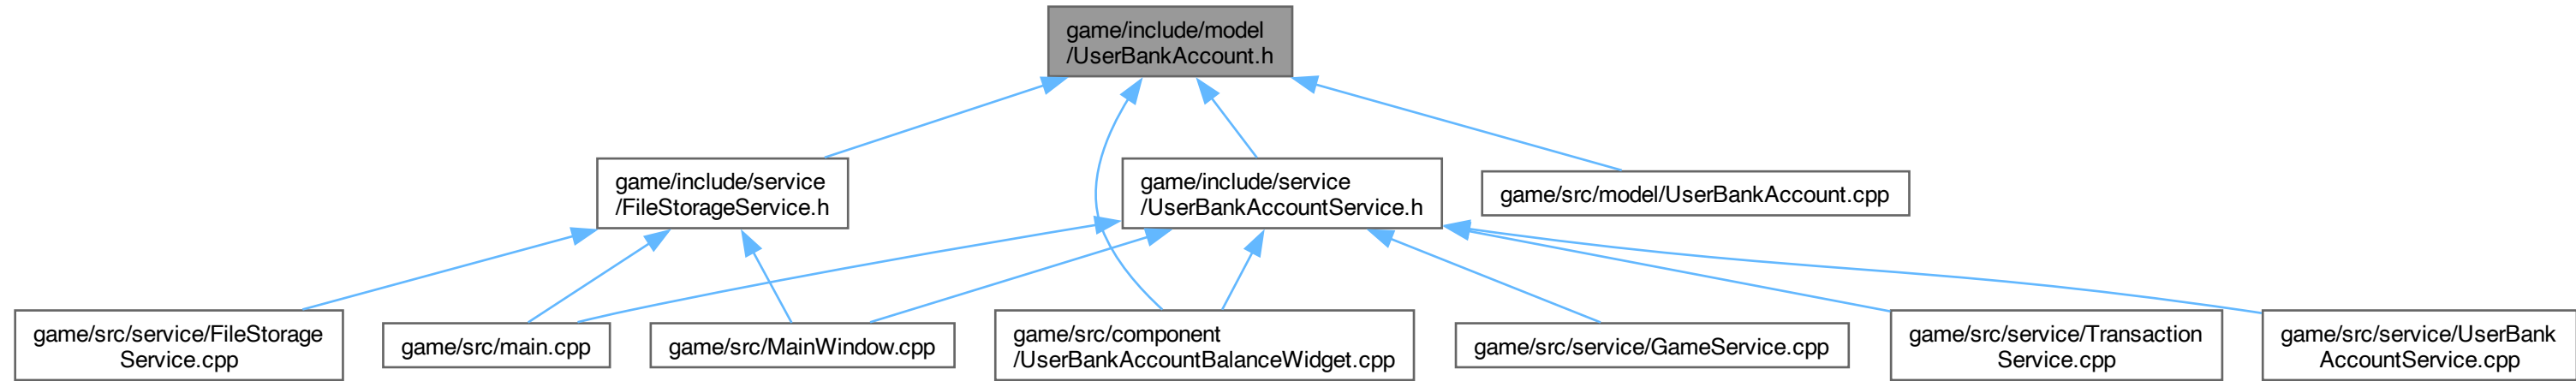 game/include/model
/UserBankAccount.h
game/include/service
/FileStorageService.h
game/include/service
/UserBankAccountService.h
game/src/model/UserBankAccount.cpp
game/src/service/FileStorage
Service.cpp
game/src/main.cpp
game/src/MainWindow.cpp
game/src/component
/UserBankAccountBalanceWidget.cpp
game/src/service/GameService.cpp
game/src/service/Transaction
Service.cpp
game/src/service/UserBank
AccountService.cpp